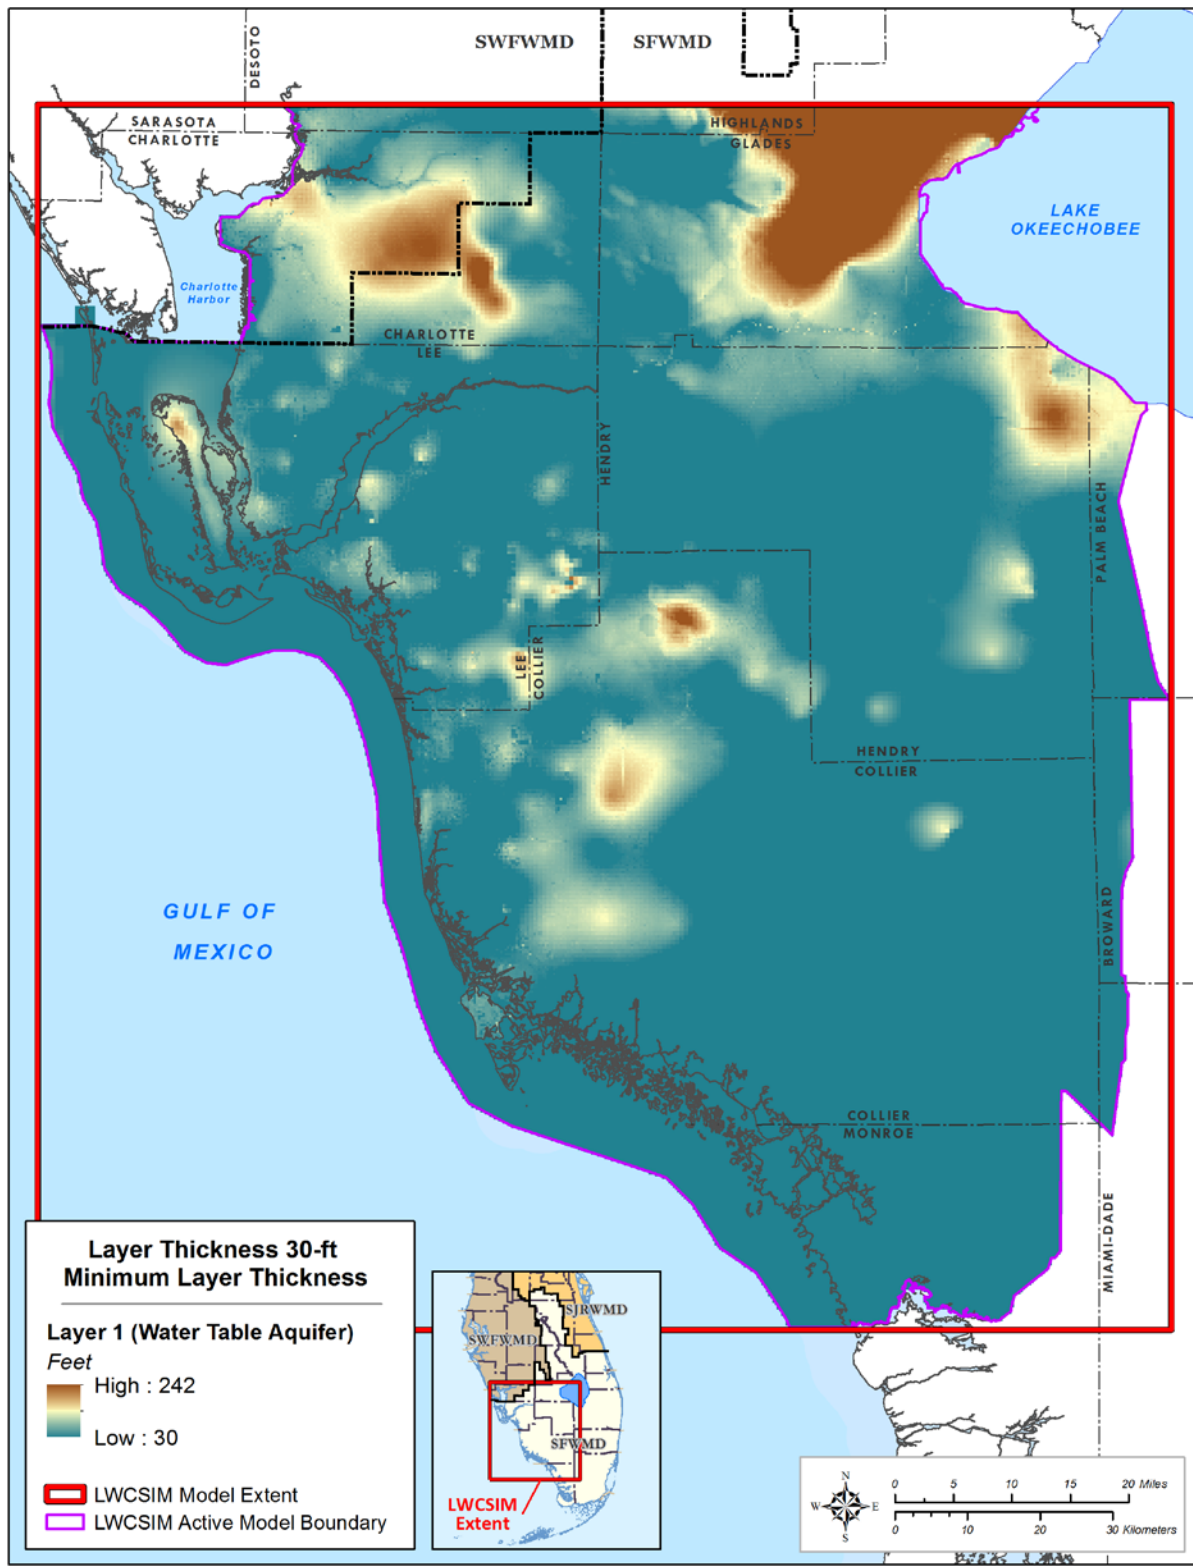 SWFWMD
SFWMD
DESOTO
SARASOTA
CHARLOTTE
HIGHLANDS
GLADES
LAKE
OKEECHOBEE
Charlotte
Harbor
CHARLOTTE
LEE
HENDRY
PALM BEACH
LEE
COLLIER
HENDRY
COLLIER
GULF OF
MEXICO
BROWARD
COLLIER
MONROE
MIAMI-DADE
Layer Thickness 30-ft
Minimum Layer Thickness
Layer 1 (Water Table Aquifer)
Feet
High : 242
Low : 30
LWCSIM Model Extent
LWCSIM Active Model Boundary
SJRWMD
SWFWMD
SFWMD
LWCSIM
Extent
N
W E
S
0 5 10 15 20 Miles
0 10 20 30 Kilometers